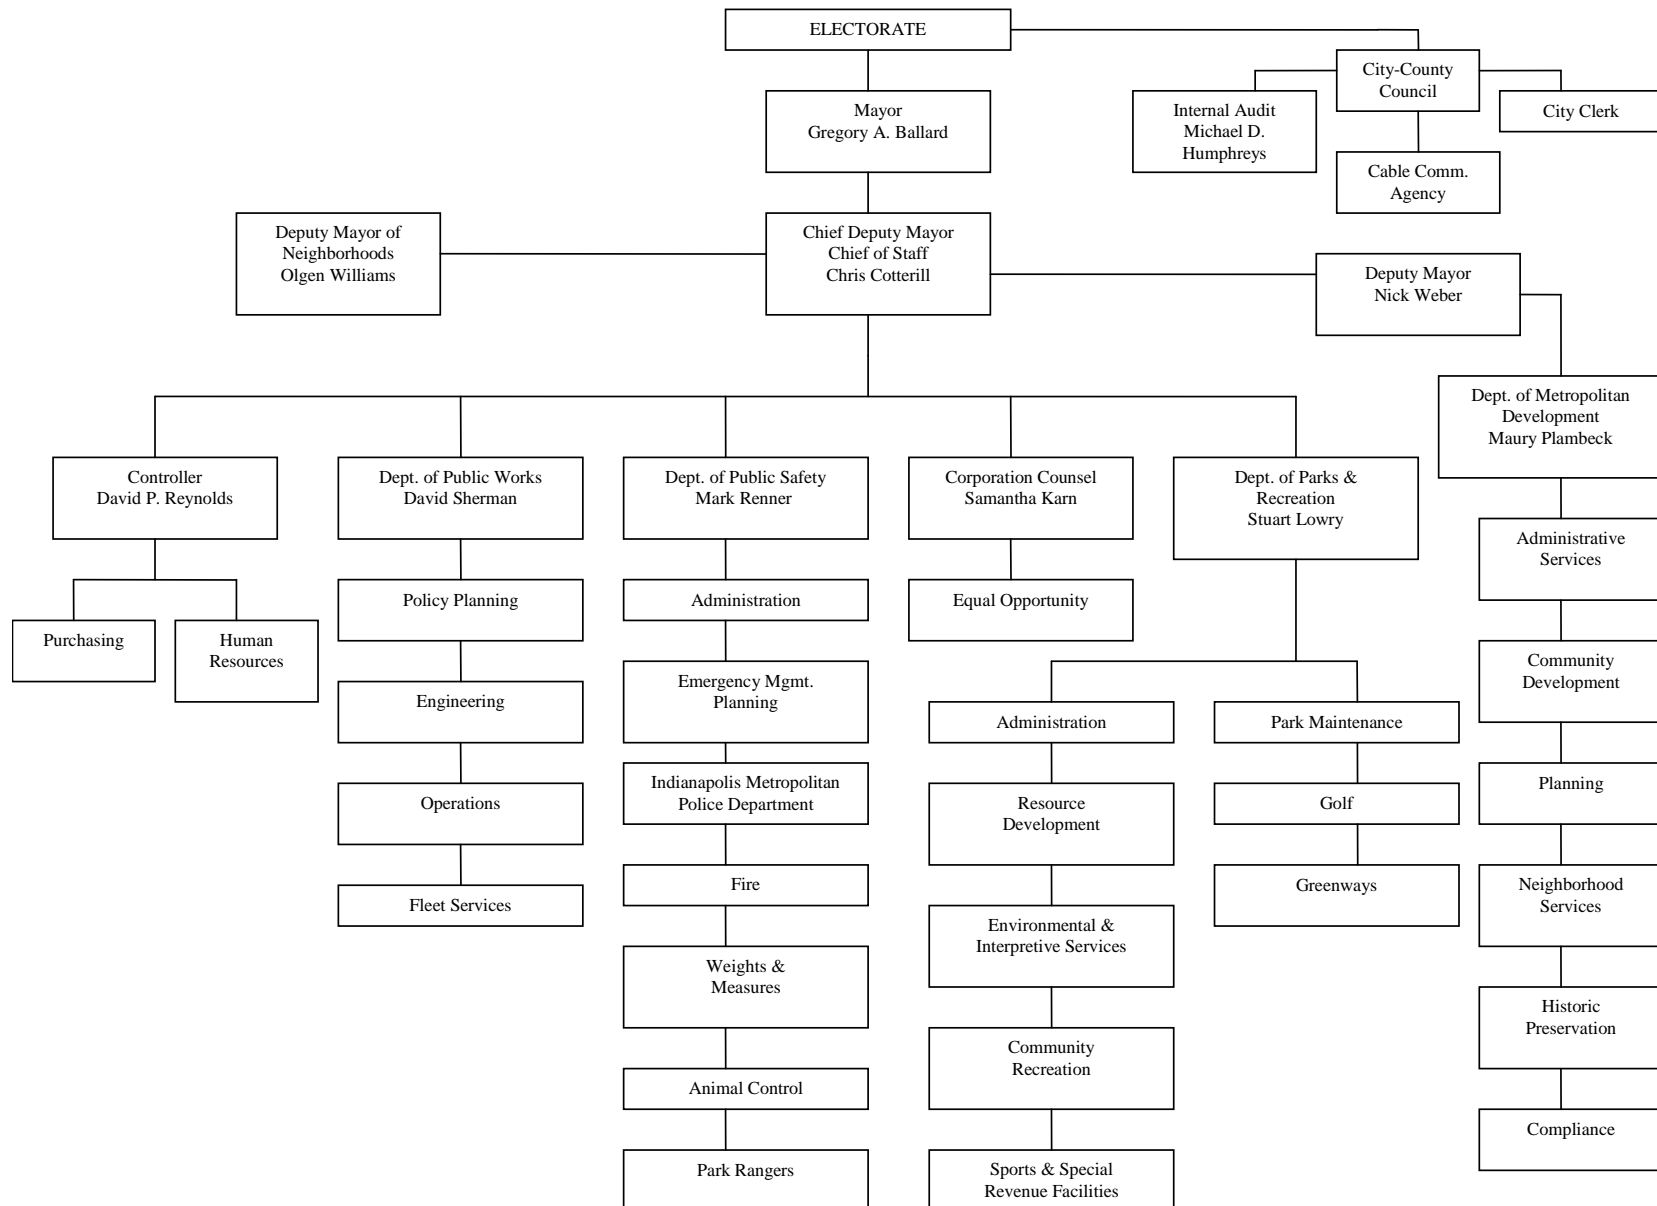 ELECTORATE
City-County
Council
Mayor
Gregory A. Ballard
Internal Audit
Michael D.
Humphreys
City Clerk
Cable Comm.
Agency
Deputy Mayor of
Neighborhoods
Olgen Williams
Chief Deputy Mayor
Chief of Staff
Chris Cotterill
Deputy Mayor
Nick Weber
Dept. of Metropolitan
Development
Maury Plambeck
Controller
David P. Reynolds
Dept. of Public Works
David Sherman
Dept. of Public Safety
Mark Renner
Corporation Counsel
Samantha Karn
Dept. of Parks &
Recreation
Stuart Lowry
Purchasing
Human
Resources
Policy Planning
Engineering
Operations
Fleet Services
Administration
Emergency Mgmt.
Planning
Indianapolis Metropolitan
Police Department
Fire
Weights &
Measures
Animal Control
Park Rangers
Equal Opportunity
Administration
Resource
Development
Environmental &
Interpretive Services
Community
Recreation
Sports & Special
Revenue Facilities
Park Maintenance
Golf
Greenways
Administrative
Services
Community
Development
Planning
Neighborhood
Services
Historic
Preservation
Compliance